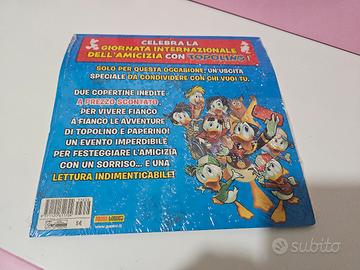 CELEBRA LA
GIORNATA INTERNAZIONALE
DELL'AMICIZIA CON TOPOLINO!
SOLO PER QUESTA OCCASIONE, UN'USCITA
SPECIALE DA CONDIVIDERE CON CHI VUOI TU.
DUE COPERTINE INEDITE
A PREZZO SCONTATO
PER VIVERE FIANCO
A FIANCO LE AVVENTURE
DI TOPOLINO E PAPERINO!
UN EVENTO IMPERDIBILE
PER FESTEGGIARE L'AMICIZIA
CON UN SORRISO... E UNA
LETTURA INDIMENTICABILE!
5€
PANINI COMICS
subito